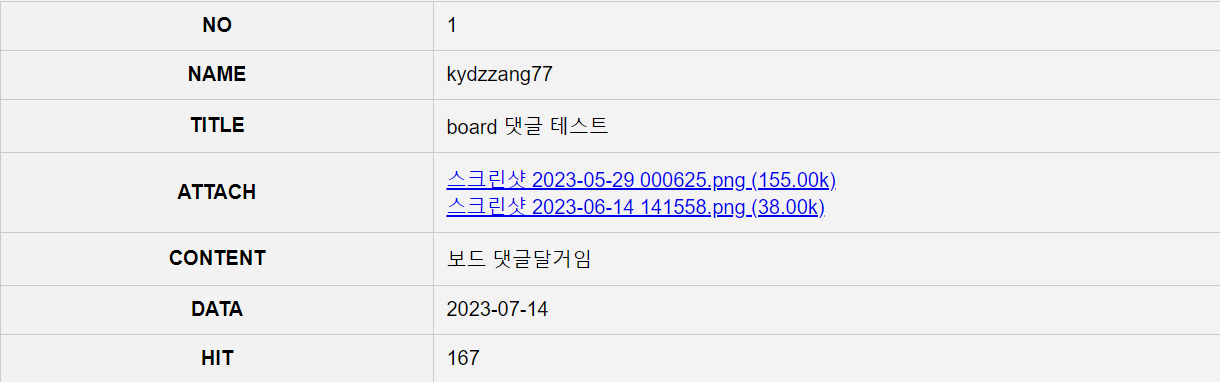 NO 1
NAME kydzzang77
TITLE board 댓글 테스트
ATTACH 스크린샷 2023-05-29 000625.png (155.00k)
스크린샷 2023-06-14 141558.png (38.00k)
CONTENT 보드 댓글달거임
DATA 2023-07-14
HIT 167